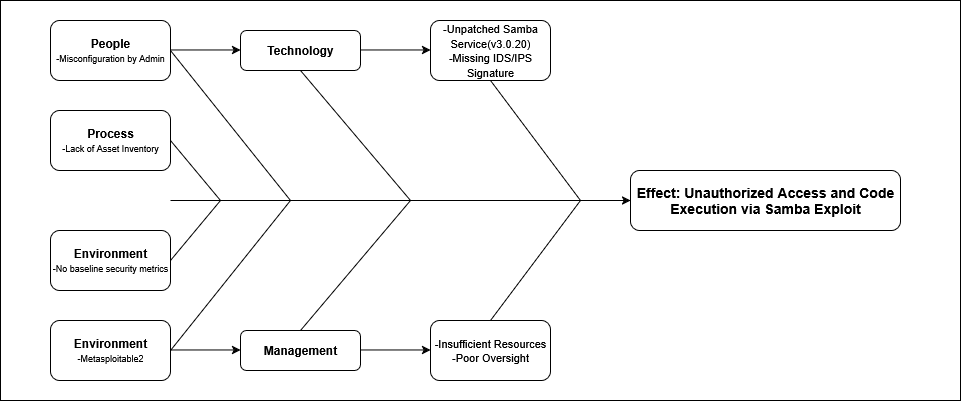 People
-Misconfiguration by Admin
Technology
-Unpatched Samba
Service(v3.0.20)
-Missing IDS/IPS
Signature
Process
-Lack of Asset Inventory
Effect: Unauthorized Access and Code
Execution via Samba Exploit
Environment
-No baseline security metrics
Environment
-Metasploitable2
Management
-Insufficient Resources
-Poor Oversight